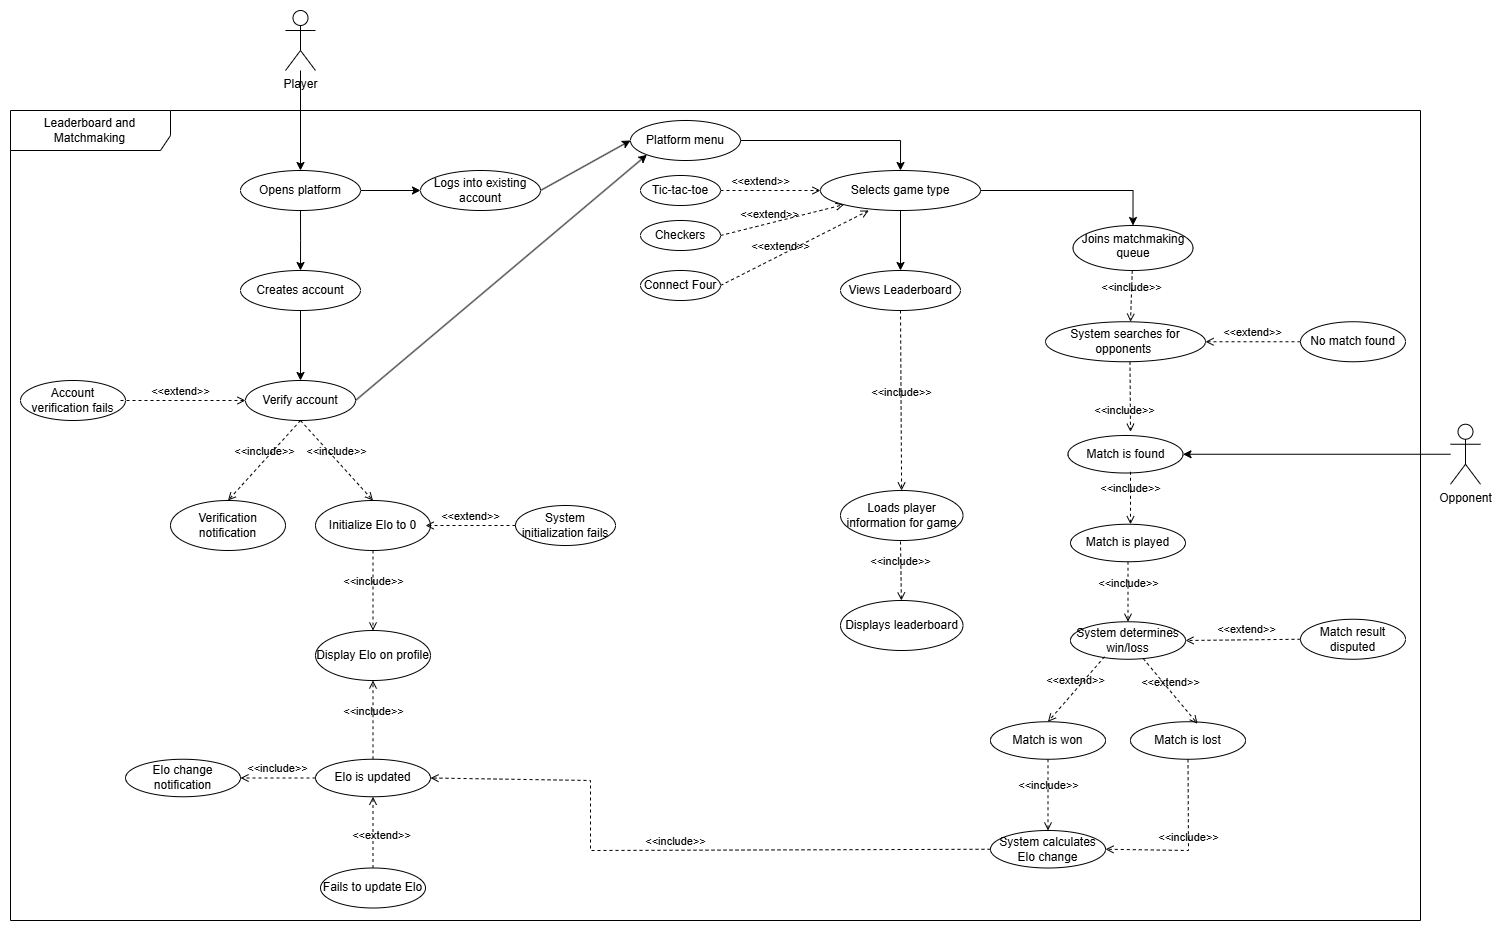 Player
Leaderboard and
Matchmaking
Platform menu
Opens platform
Logs into existing
account
Tic-tac-toe
<<extend>>
Selects game type
Checkers
<<extend>>
Connect Four
<<extend>>
Joins matchmaking
queue
<<include>>
Creates account
Views Leaderboard
System searches for
opponents
<<extend>>
No match found
Account
verification fails
<<extend>>
Verify account
<<include>>
<<include>>
<<include>>
<<include>>
Match is found
Opponent
<<include>>
Verification
notification
Initialize Elo to 0
<<extend>>
System
initialization fails
Loads player
information for game
Match is played
<<include>>
<<include>>
<<include>>
Display Elo on profile
Displays leaderboard
System determines
win/loss
<<extend>>
Match result
disputed
<<extend>>
<<extend>>
<<include>>
Match is won
Match is lost
Elo change
notification
<<include>>
Elo is updated
<<include>>
<<extend>>
<<include>>
System calculates
Elo change
<<include>>
Fails to update Elo